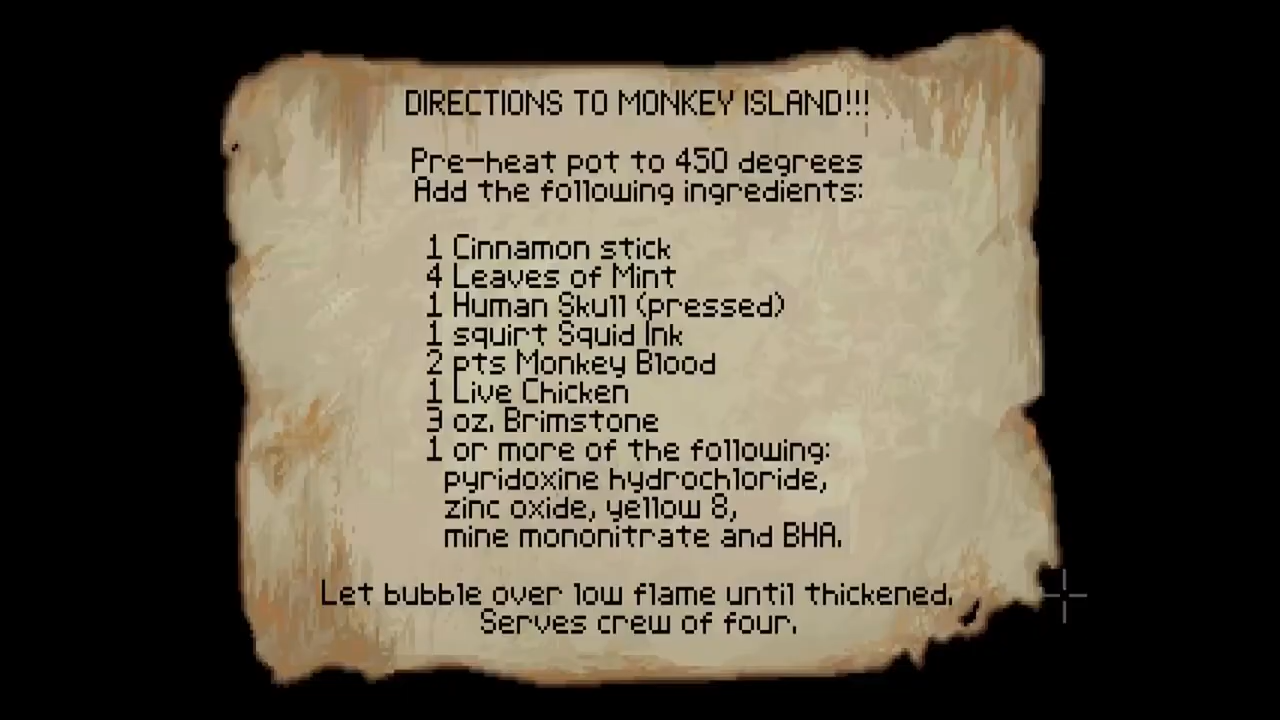 DIRECTIONS TO MONKEY ISLAND!!!
Pre-heat pot to 450 degrees
Add the following ingredients:
1 Cinnamon stick
4 Leaves of Mint
1 Human Skull (pressed)
1 squirt Squid Ink
2 pts Monkey Blood
1 Live Chicken
3 oz. Brimstone
1 or more of the following:
pyridoxine hydrochloride,
zinc oxide, yellow 8,
mine mononitrate and BHA.
Let bubble over low flame until thickened.
Serves crew of four.